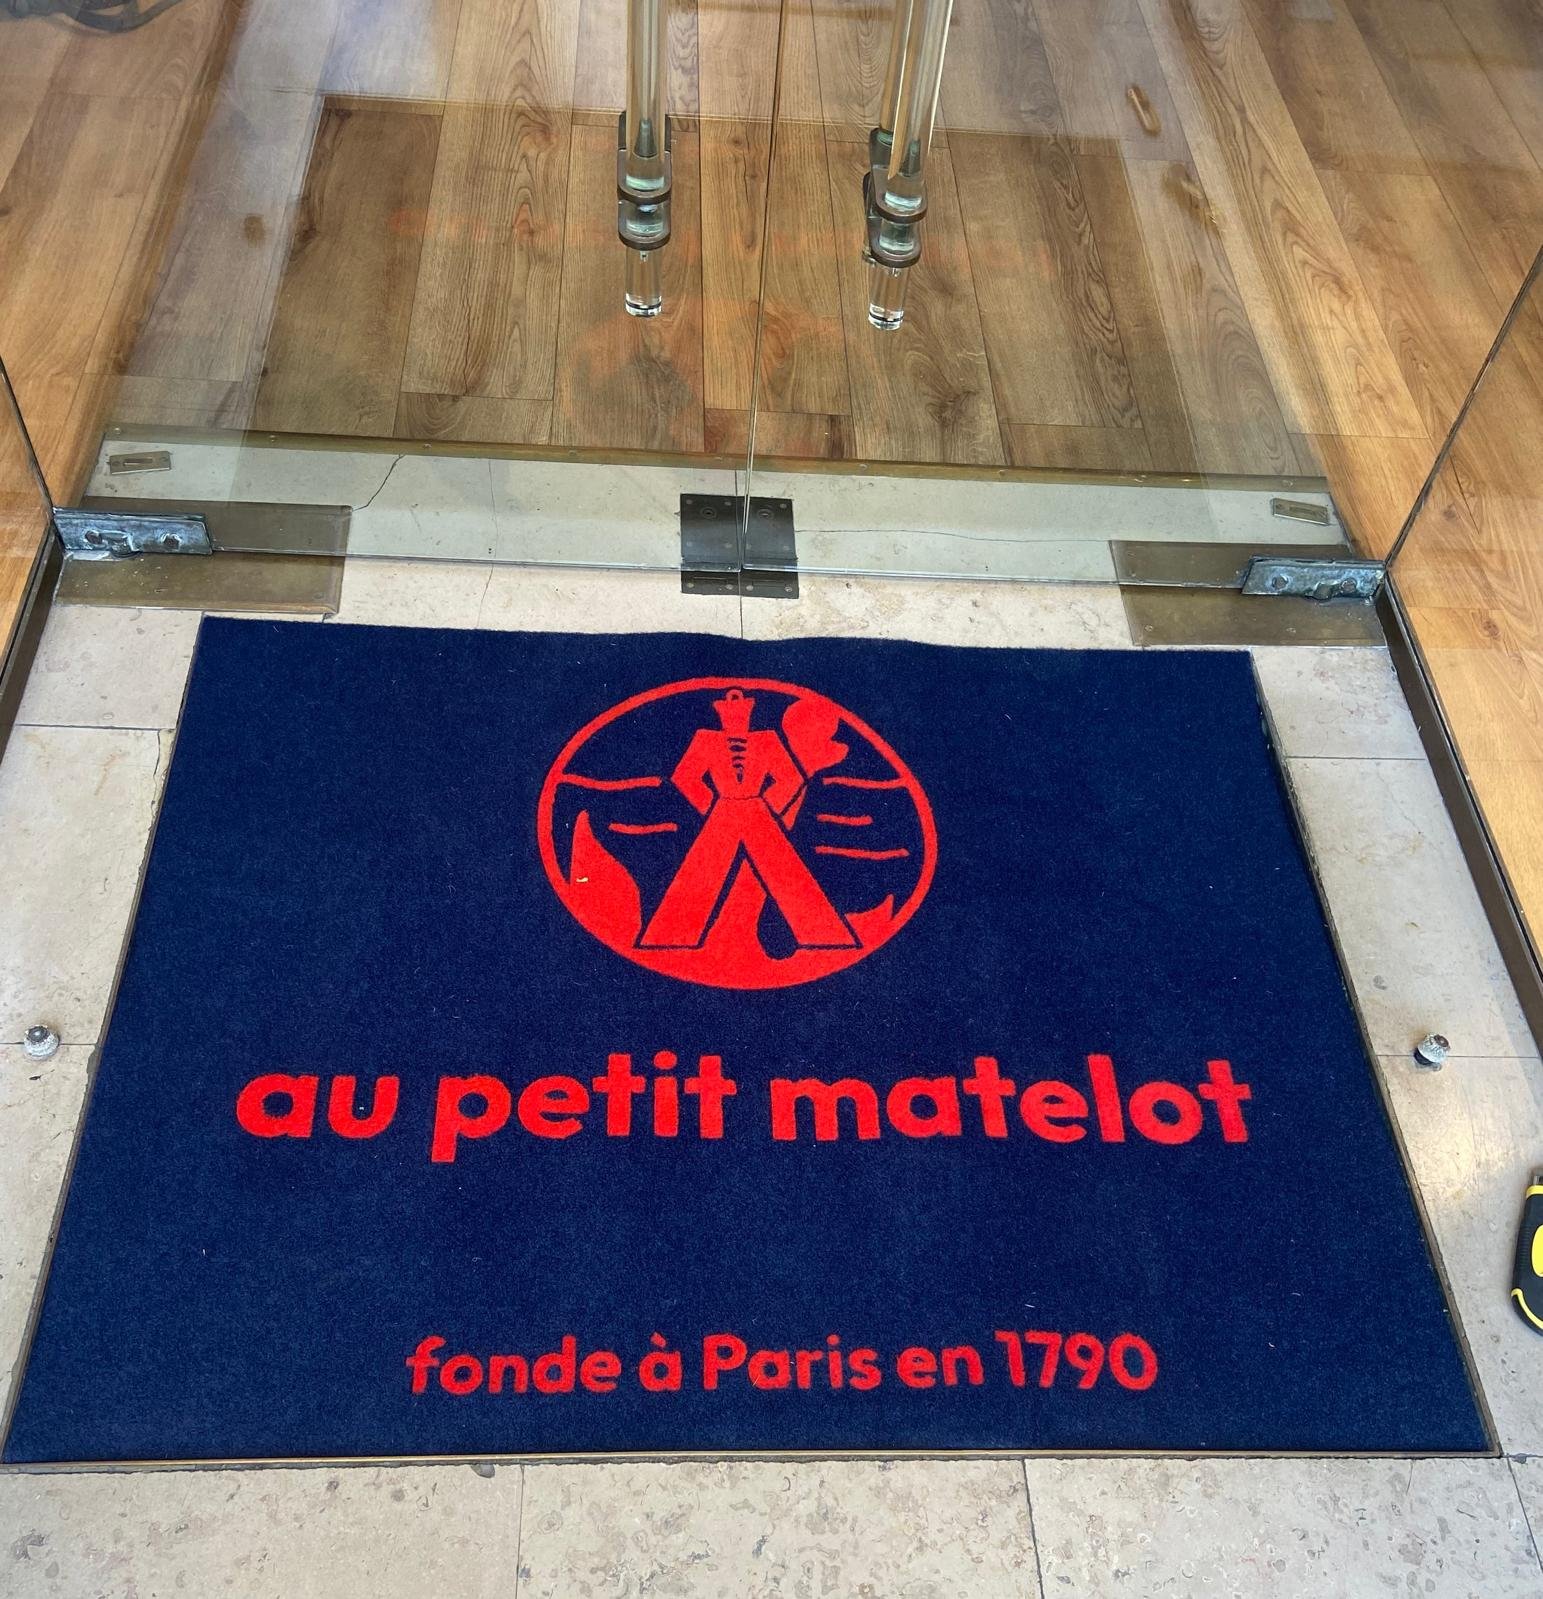 au petit matelot
fonde à Paris en 1790